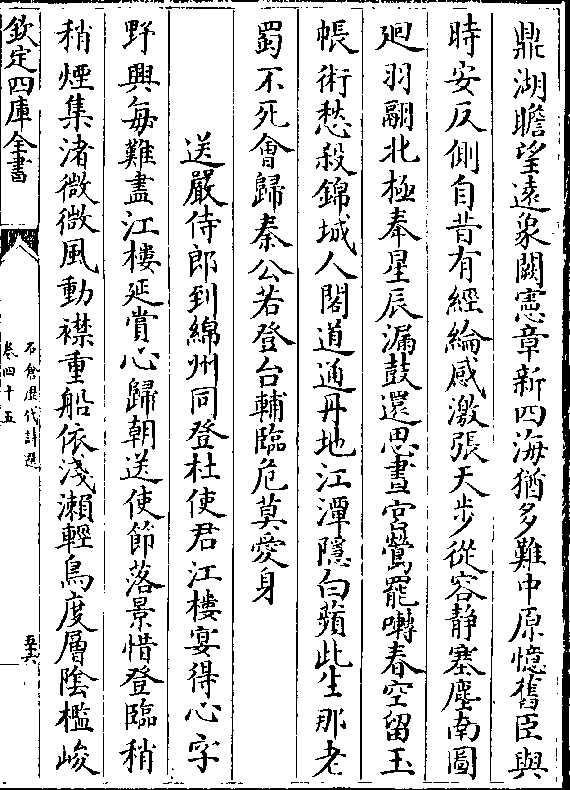 鼎湖瞻望遠象闕憲章新四海猶多難中原憶舊臣與
時安反側自昔有經綸感激張天步從容静塞塵南圖
廻羽翮北極奉星辰漏鼓還思晝宫鶯罷囀春空留玉
帳術愁殺錦城人閣道通丹地江潭隱白蘋此生那老
蜀不死會歸秦公若登台輔臨危莫愛身
送嚴侍郎到綿州同登杜使君江樓宴得心字
野興每難盡江樓延賞心歸朝送使節落景惜登臨稍
稍煙集渚微微風動襟重船依淺瀬輕鳥度層陰檻峻
欽定四庫全書
石倉歷代詩選
卷四十五